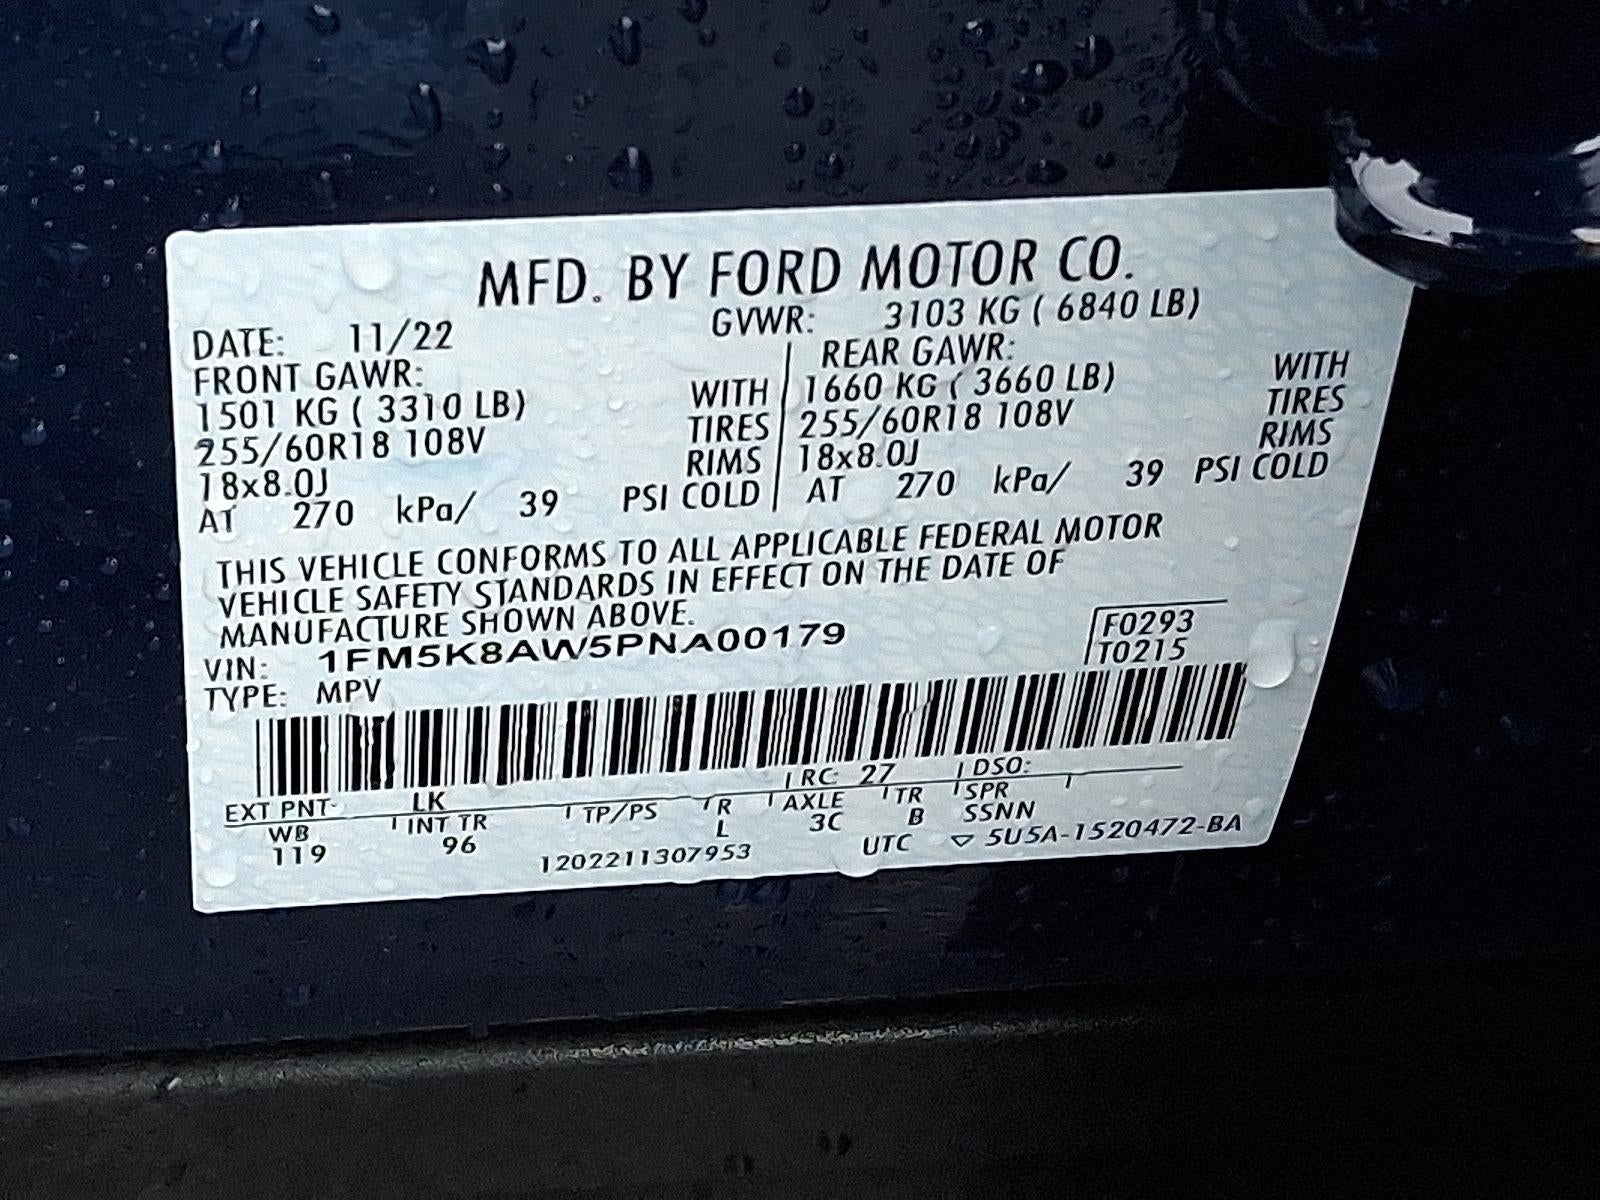 MFD. BY FORD MOTOR CO.
DATE: 11/22 GVWR: 3103 KG ( 6840 LB)
FRONT GAWR: REAR GAWR:
1501 KG ( 3310 LB) WITH 1660 KG ( 3660 LB) WITH
255/60R18 108V TIRES 255/60R18 108V TIRES
18x8.0J RIMS 18x8.0J RIMS
AT 270 kPa/ 39 PSI COLD AT 270 kPa/ 39 PSI COLD
THIS VEHICLE CONFORMS TO ALL APPLICABLE FEDERAL MOTOR
VEHICLE SAFETY STANDARDS IN EFFECT ON THE DATE OF
MANUFACTURE SHOWN ABOVE.
VIN: 1FM5K8AW5PNA00179 F0293
TYPE: MPV T0215
EXT PNT: LK RC: 27 DSO:
WB INT TR TP/PS R AXLE TR SPR
119 96 L 3C B SSNN
1202211307953 UTC ▽ 5U5A-1520472-BA